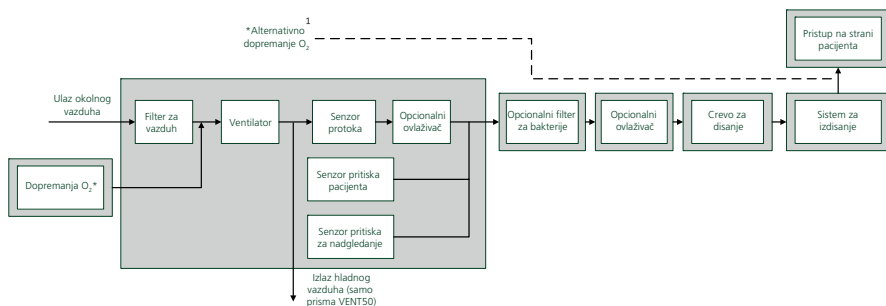 *Alternativno 1
dopremanje O2
Pristup na strani
pacijenta
Ulaz okolnog
vazduha
Filter za
vazduh
Ventilator
Senzor
protoka
Opcionalni
ovlaživač
Opcionalni filter
za bakterije
Opcionalni
ovlaživač
Crevo za
disanje
Sistem za
izdisanje
Dopremanja O2*
Senzor pritiska
pacijenta
Senzor pritiska
za nadgledanje
Izlaz hladnog
vazduha (samo
prisma VENT50)